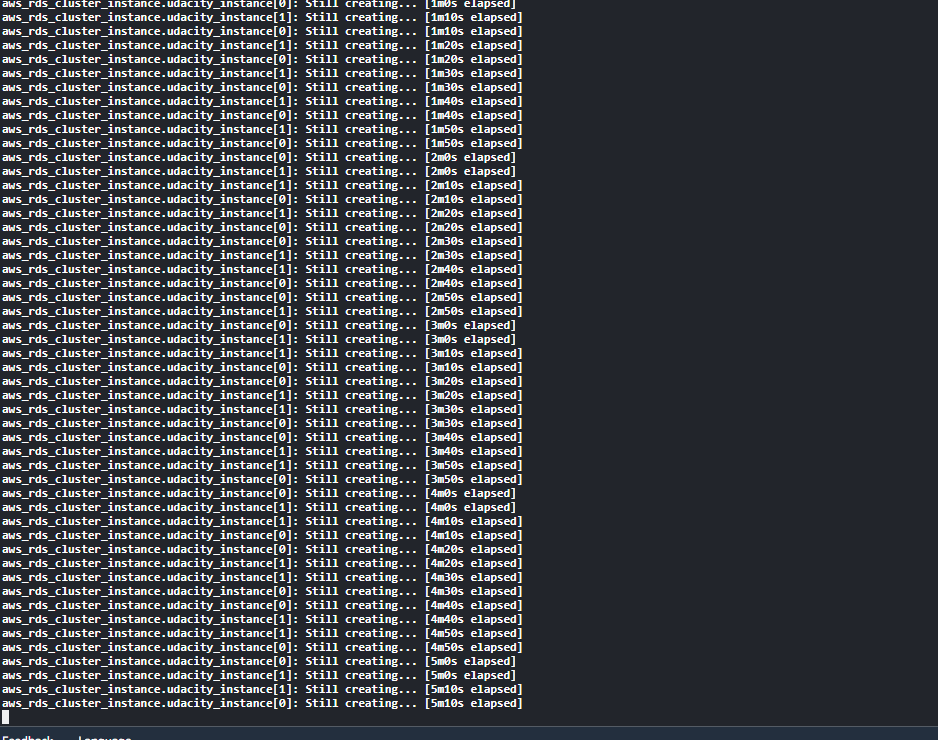 aws_rds_cluster_instance.udacity_instance[0]: Still creating... [1m0s elapsed]
aws_rds_cluster_instance.udacity_instance[1]: Still creating... [1m10s elapsed]
aws_rds_cluster_instance.udacity_instance[0]: Still creating... [1m10s elapsed]
aws_rds_cluster_instance.udacity_instance[1]: Still creating... [1m20s elapsed]
aws_rds_cluster_instance.udacity_instance[0]: Still creating... [1m20s elapsed]
aws_rds_cluster_instance.udacity_instance[1]: Still creating... [1m30s elapsed]
aws_rds_cluster_instance.udacity_instance[0]: Still creating... [1m30s elapsed]
aws_rds_cluster_instance.udacity_instance[1]: Still creating... [1m40s elapsed]
aws_rds_cluster_instance.udacity_instance[0]: Still creating... [1m40s elapsed]
aws_rds_cluster_instance.udacity_instance[1]: Still creating... [1m50s elapsed]
aws_rds_cluster_instance.udacity_instance[0]: Still creating... [1m50s elapsed]
aws_rds_cluster_instance.udacity_instance[0]: Still creating... [2m0s elapsed]
aws_rds_cluster_instance.udacity_instance[1]: Still creating... [2m0s elapsed]
aws_rds_cluster_instance.udacity_instance[1]: Still creating... [2m10s elapsed]
aws_rds_cluster_instance.udacity_instance[0]: Still creating... [2m10s elapsed]
aws_rds_cluster_instance.udacity_instance[1]: Still creating... [2m20s elapsed]
aws_rds_cluster_instance.udacity_instance[0]: Still creating... [2m20s elapsed]
aws_rds_cluster_instance.udacity_instance[0]: Still creating... [2m30s elapsed]
aws_rds_cluster_instance.udacity_instance[1]: Still creating... [2m30s elapsed]
aws_rds_cluster_instance.udacity_instance[1]: Still creating... [2m40s elapsed]
aws_rds_cluster_instance.udacity_instance[0]: Still creating... [2m40s elapsed]
aws_rds_cluster_instance.udacity_instance[0]: Still creating... [2m50s elapsed]
aws_rds_cluster_instance.udacity_instance[1]: Still creating... [2m50s elapsed]
aws_rds_cluster_instance.udacity_instance[0]: Still creating... [3m0s elapsed]
aws_rds_cluster_instance.udacity_instance[1]: Still creating... [3m0s elapsed]
aws_rds_cluster_instance.udacity_instance[1]: Still creating... [3m10s elapsed]
aws_rds_cluster_instance.udacity_instance[0]: Still creating... [3m10s elapsed]
aws_rds_cluster_instance.udacity_instance[0]: Still creating... [3m20s elapsed]
aws_rds_cluster_instance.udacity_instance[1]: Still creating... [3m20s elapsed]
aws_rds_cluster_instance.udacity_instance[1]: Still creating... [3m30s elapsed]
aws_rds_cluster_instance.udacity_instance[0]: Still creating... [3m30s elapsed]
aws_rds_cluster_instance.udacity_instance[0]: Still creating... [3m40s elapsed]
aws_rds_cluster_instance.udacity_instance[1]: Still creating... [3m40s elapsed]
aws_rds_cluster_instance.udacity_instance[1]: Still creating... [3m50s elapsed]
aws_rds_cluster_instance.udacity_instance[0]: Still creating... [3m50s elapsed]
aws_rds_cluster_instance.udacity_instance[0]: Still creating... [4m0s elapsed]
aws_rds_cluster_instance.udacity_instance[1]: Still creating... [4m0s elapsed]
aws_rds_cluster_instance.udacity_instance[1]: Still creating... [4m10s elapsed]
aws_rds_cluster_instance.udacity_instance[0]: Still creating... [4m10s elapsed]
aws_rds_cluster_instance.udacity_instance[0]: Still creating... [4m20s elapsed]
aws_rds_cluster_instance.udacity_instance[1]: Still creating... [4m20s elapsed]
aws_rds_cluster_instance.udacity_instance[1]: Still creating... [4m30s elapsed]
aws_rds_cluster_instance.udacity_instance[0]: Still creating... [4m30s elapsed]
aws_rds_cluster_instance.udacity_instance[0]: Still creating... [4m40s elapsed]
aws_rds_cluster_instance.udacity_instance[1]: Still creating... [4m40s elapsed]
aws_rds_cluster_instance.udacity_instance[1]: Still creating... [4m50s elapsed]
aws_rds_cluster_instance.udacity_instance[0]: Still creating... [4m50s elapsed]
aws_rds_cluster_instance.udacity_instance[0]: Still creating... [5m0s elapsed]
aws_rds_cluster_instance.udacity_instance[1]: Still creating... [5m0s elapsed]
aws_rds_cluster_instance.udacity_instance[1]: Still creating... [5m10s elapsed]
aws_rds_cluster_instance.udacity_instance[0]: Still creating... [5m10s elapsed]
Feedback Language